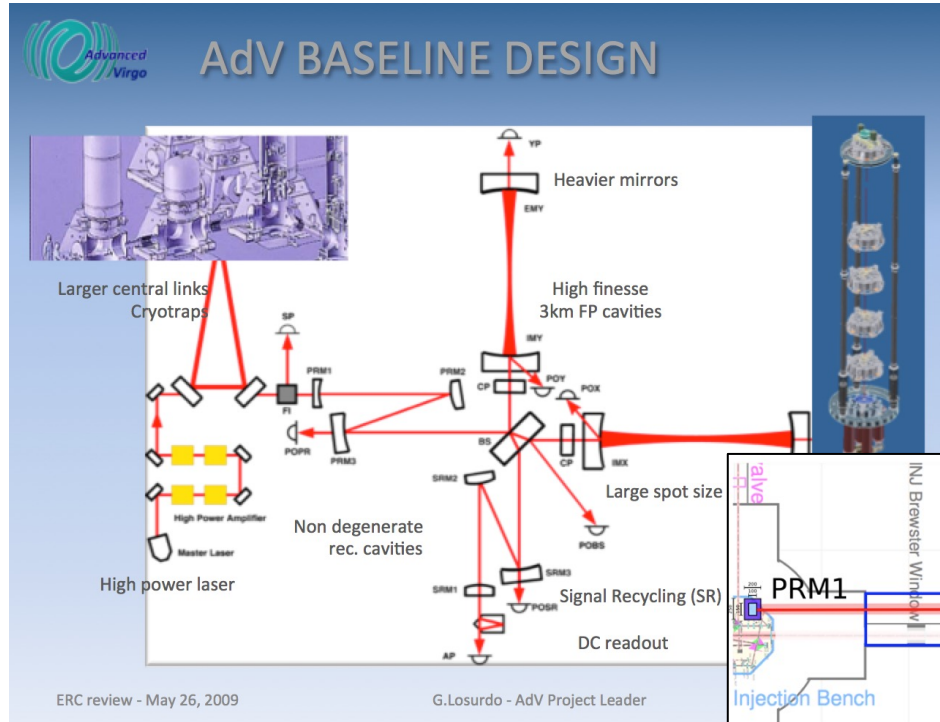 Advanced
Virgo
AdV BASELINE DESIGN
YP
Heavier mirrors
EMY
Larger central links
Cryotraps
High finesse
3km FP cavities
SP
IMY
PRM1
PRM2
CP
POY
POX
FI
POPR
PRM3
BS
CP
IMX
SRM2
Large spot size
High Power Amplifier
Non degenerate
rec. cavities
POBS
Master Laser
High power laser
SRM1
SRM3
POSR
Signal Recycling (SR)
AP
DC readout
alve
INJ Brewster Window
200
PRM1
Injection Bench
ERC review - May 26, 2009
G.Losurdo - AdV Project Leader